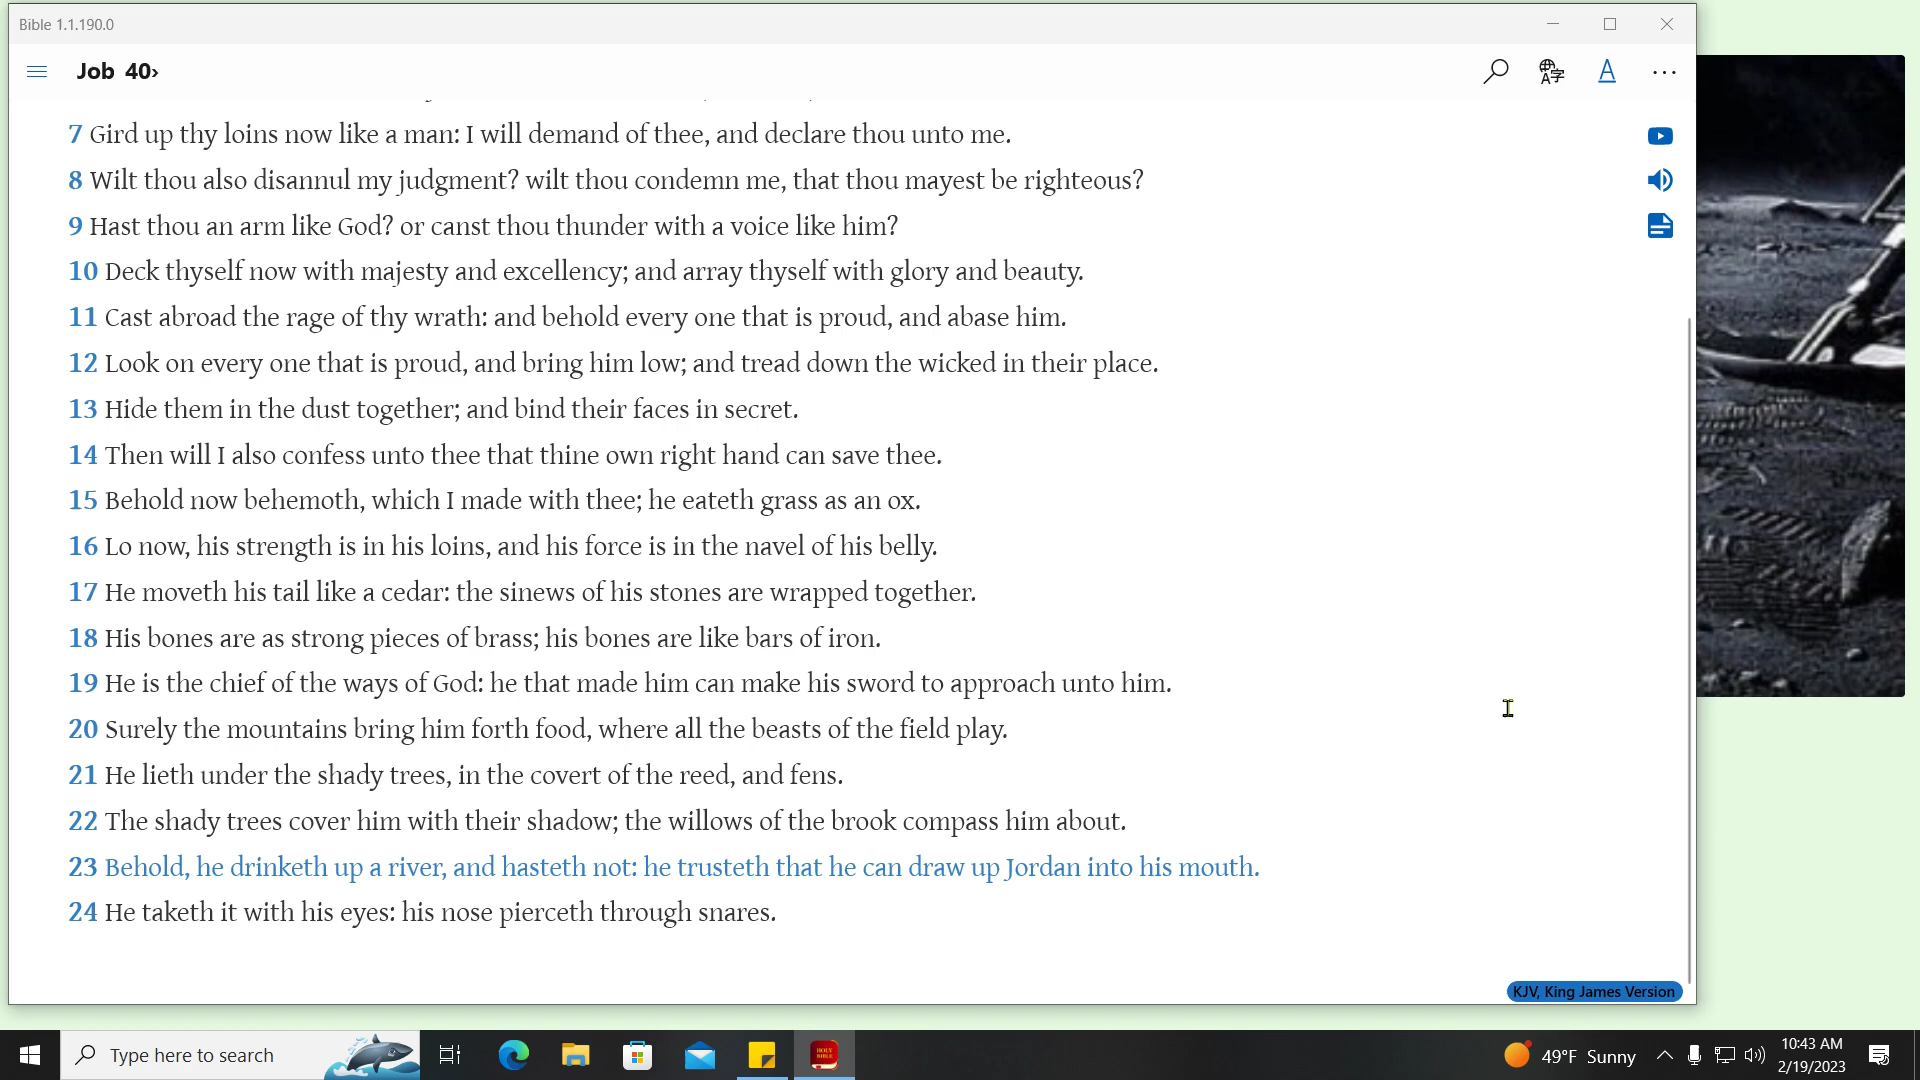 Bible 1.1.190.0
Job 40›
7 Gird up thy loins now like a man: I will demand of thee, and declare thou unto me.
8 Wilt thou also disannul my judgment? wilt thou condemn me, that thou mayest be righteous?
9 Hast thou an arm like God? or canst thou thunder with a voice like him?
10 Deck thyself now with majesty and excellency; and array thyself with glory and beauty.
11 Cast abroad the rage of thy wrath: and behold every one that is proud, and abase him.
12 Look on every one that is proud, and bring him low; and tread down the wicked in their place.
13 Hide them in the dust together; and bind their faces in secret.
14 Then will I also confess unto thee that thine own right hand can save thee.
15 Behold now behemoth, which I made with thee; he eateth grass as an ox.
16 Lo now, his strength is in his loins, and his force is in the navel of his belly.
17 He moveth his tail like a cedar: the sinews of his stones are wrapped together.
18 His bones are as strong pieces of brass; his bones are like bars of iron.
19 He is the chief of the ways of God: he that made him can make his sword to approach unto him.
20 Surely the mountains bring him forth food, where all the beasts of the field play.
21 He lieth under the shady trees, in the covert of the reed, and fens.
22 The shady trees cover him with their shadow; the willows of the brook compass him about.
23 Behold, he drinketh up a river, and hasteth not: he trusteth that he can draw up Jordan into his mouth.
24 He taketh it with his eyes: his nose pierceth through snares.
KJV, King James Version
Type here to search
HOLY BIBLE
49°F Sunny
10:43 AM
2/19/2023